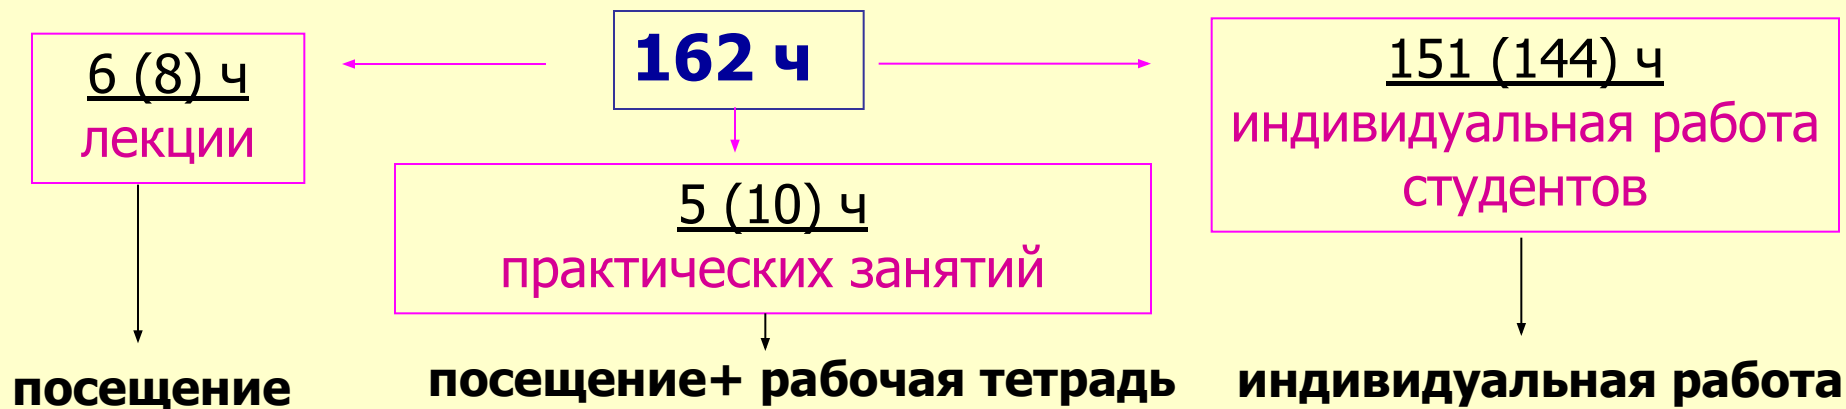 162 ч
6 (8) ч
лекции
5 (10) ч
практических занятий
151 (144) ч
индивидуальная работа
студентов
посещение
посещение+ рабочая тетрадь
индивидуальная работа